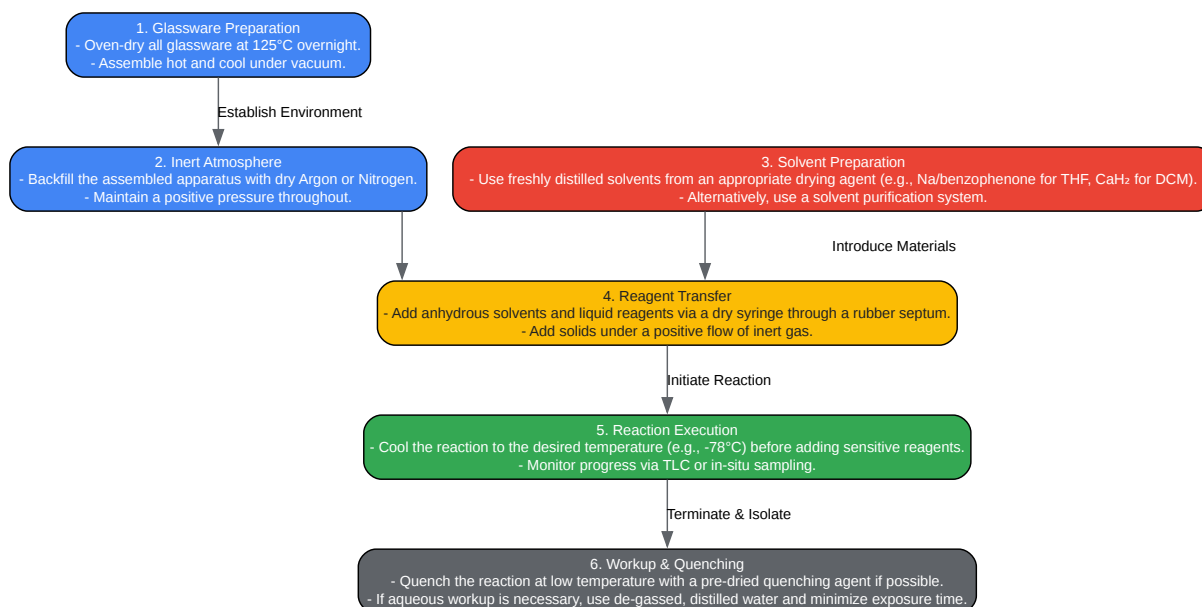 1. Glassware Preparation
- Oven-dry all glassware at 125°C overnight.
- Assemble hot and cool under vacuum.
Establish Environment
2. Inert Atmosphere
- Backfill the assembled apparatus with dry Argon or Nitrogen.
- Maintain a positive pressure throughout.
3. Solvent Preparation
- Use freshly distilled solvents from an appropriate drying agent (e.g., Na/benzophenone for THF, CaH₂ for DCM).
- Alternatively, use a solvent purification system.
Introduce Materials
4. Reagent Transfer
- Add anhydrous solvents and liquid reagents via a dry syringe through a rubber septum.
- Add solids under a positive flow of inert gas.
Initiate Reaction
5. Reaction Execution
- Cool the reaction to the desired temperature (e.g., -78°C) before adding sensitive reagents.
- Monitor progress via TLC or in-situ sampling.
Terminate & Isolate
6. Workup & Quenching
- Quench the reaction at low temperature with a pre-dried quenching agent if possible.
- If aqueous workup is necessary, use de-gassed, distilled water and minimize exposure time.